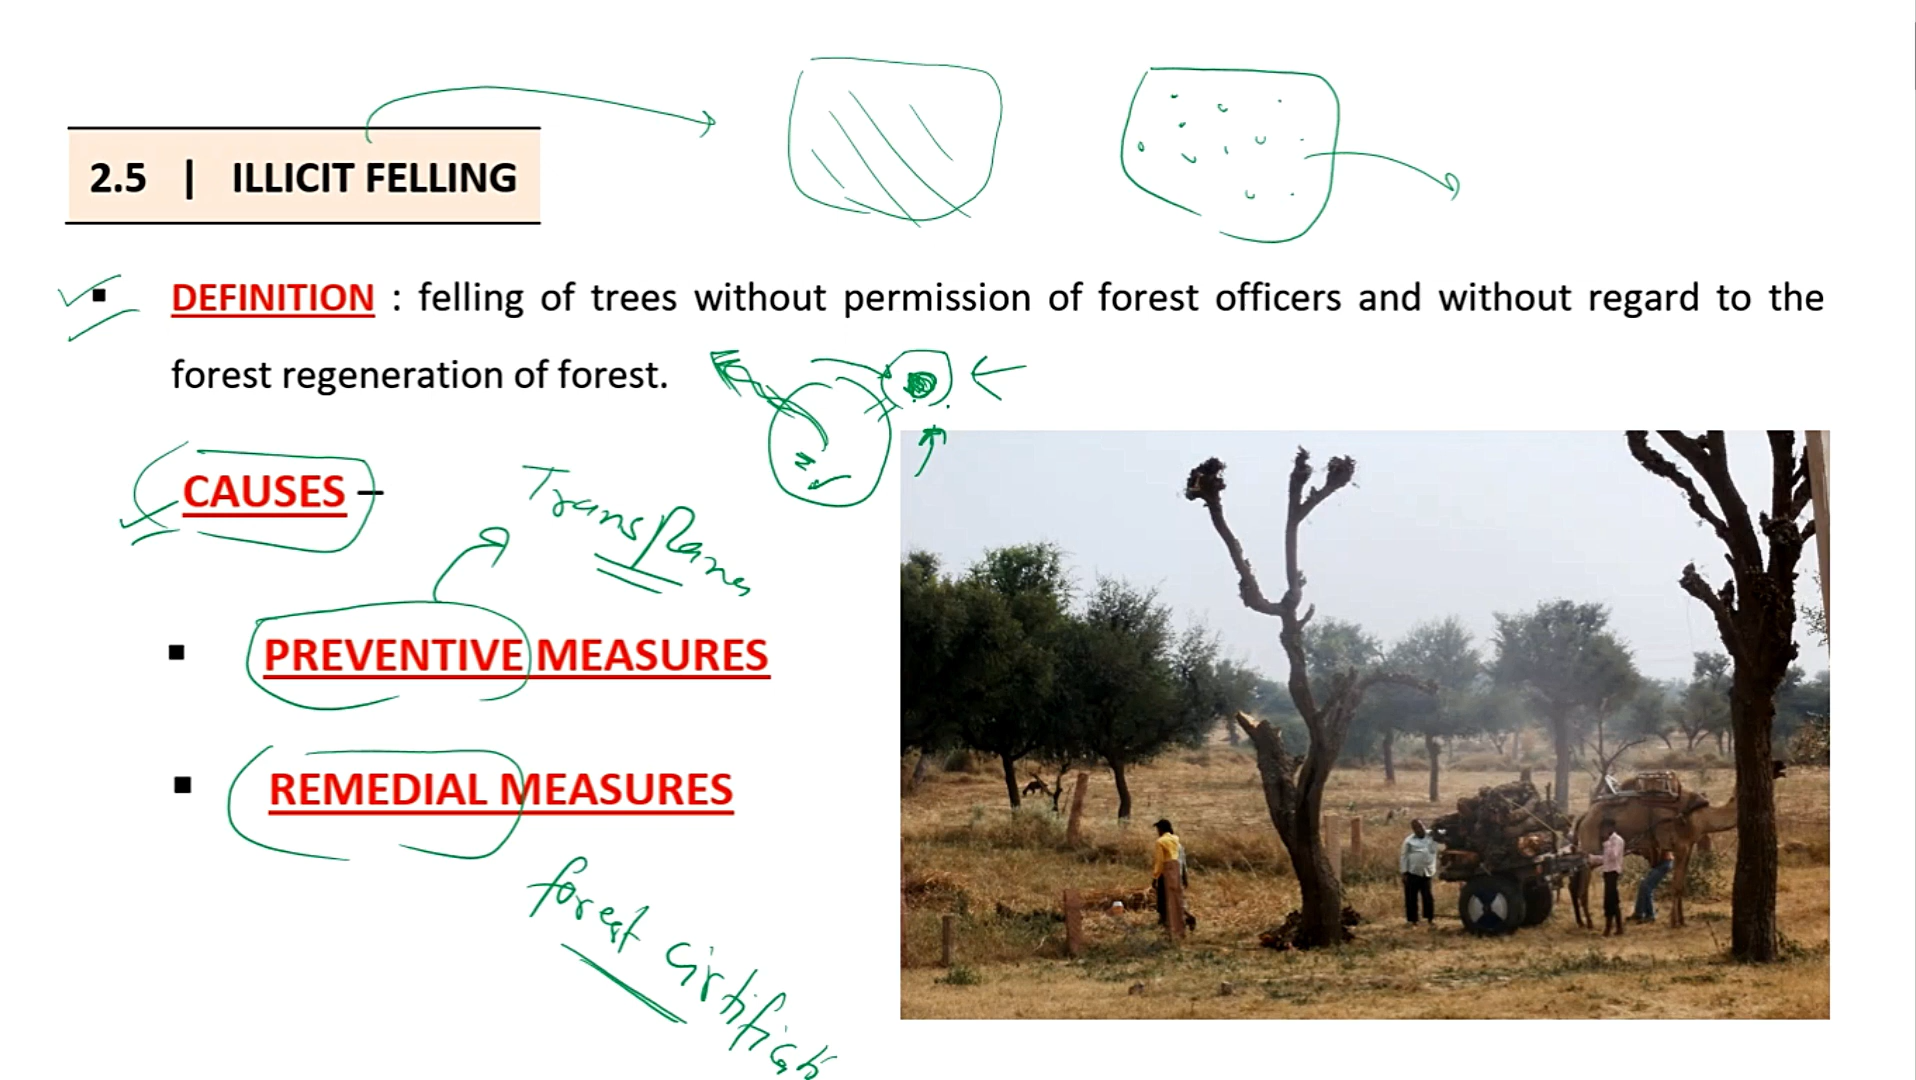 2.5 | ILLICIT FELLING
▪ DEFINITION : felling of trees without permission of forest officers and without regard to the
forest regeneration of forest.
CAUSES –
▪ PREVENTIVE MEASURES
▪ REMEDIAL MEASURES
forest